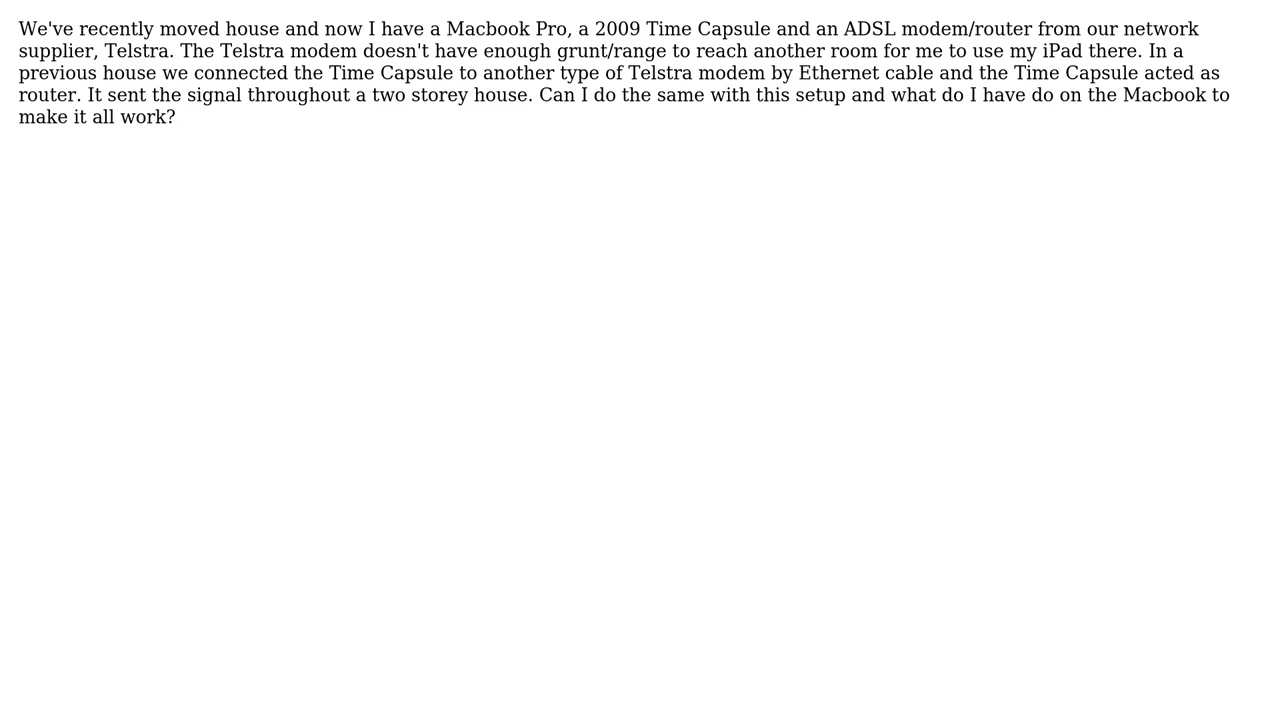 We've recently moved house and now I have a Macbook Pro, a 2009 Time Capsule and an ADSL modem/router from our network
supplier, Telstra. The Telstra modem doesn't have enough grunt/range to reach another room for me to use my iPad there. In a
previous house we connected the Time Capsule to another type of Telstra modem by Ethernet cable and the Time Capsule acted as
router. It sent the signal throughout a two storey house. Can I do the same with this setup and what do I have do on the Macbook to
make it all work?